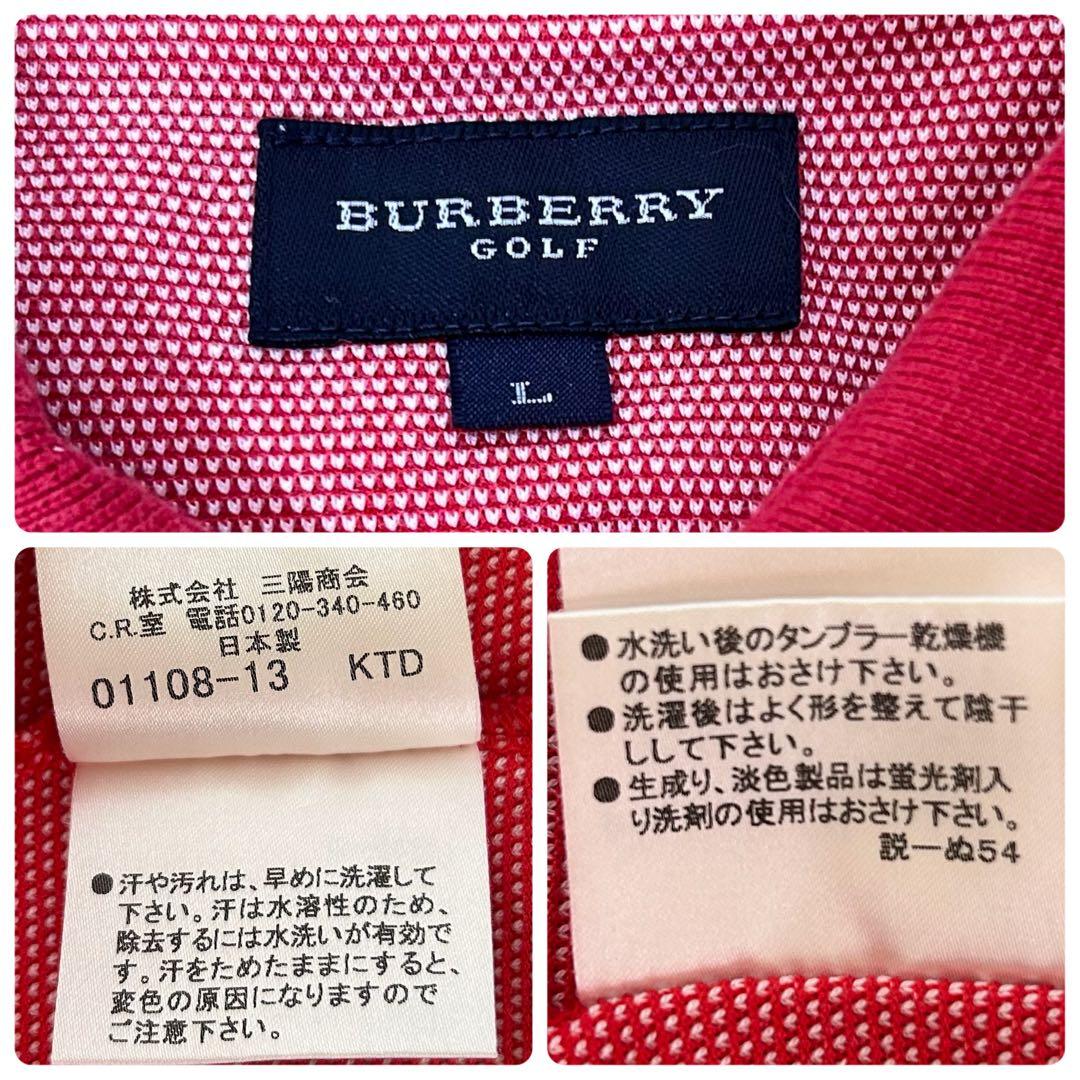 BURBERRY
GOLF
L
株式会社 三陽商会
C.R.室 電話0120-340-460
日本製
01108-13 KTD
●汗や汚れは、早めに洗濯して
下さい。汗は水溶性のため、
除去するには水洗いが有効で
す。汗をためたままにすると、
変色の原因になりますので
ご注意下さい。
●水洗い後のタンブラー乾燥機
の使用はおさけ下さい。
●洗濯後はよく形を整えて陰干
しして下さい。
●生成り、淡色製品は蛍光剤入
り洗剤の使用はおさけ下さい。
説ーぬ54